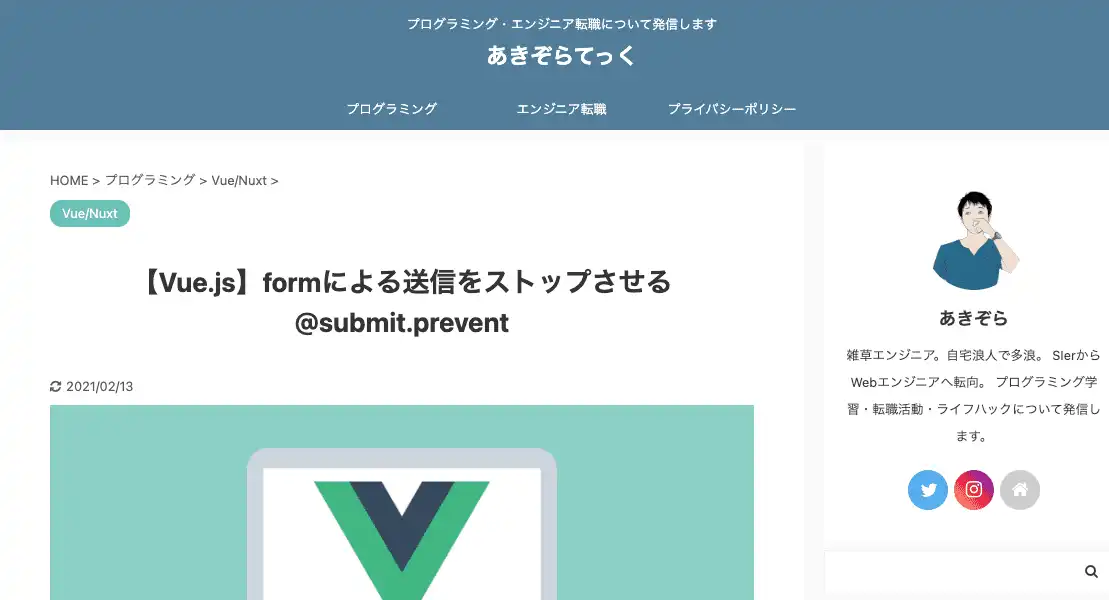 プログラミング・エンジニア転職について発信します
あきぞらてっく
プログラミング エンジニア転職 プライバシーポリシー
HOME > プログラミング > Vue/Nuxt >
Vue/Nuxt
【Vue.js】formによる送信をストップさせる
@submit.prevent
2021/02/13
あきぞら
雑草エンジニア。自宅浪人で多浪。 SIerから
Webエンジニアへ転向。 プログラミング学
習・転職活動・ライフハックについて発信し
ます。